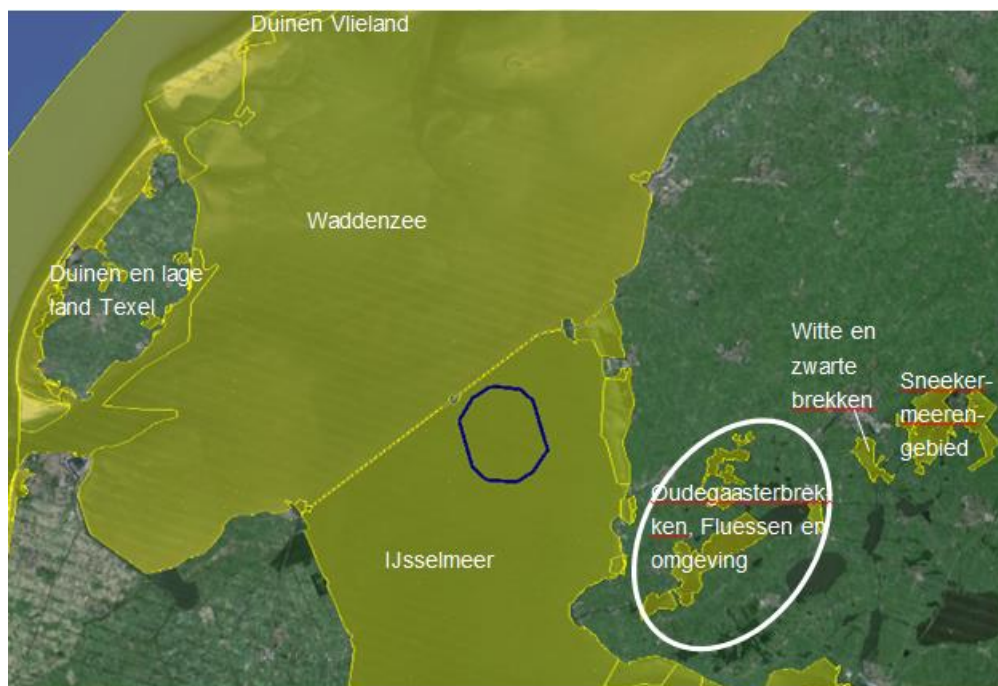 Duinen Vlieland
Waddenzee
Duinen en lage
land Texel
Witte en
zwarte
brekken
Sneeker-
meeren-
gebied
Oudegaasterbrek-
ken, Fluessen en
omgeving
IJsselmeer